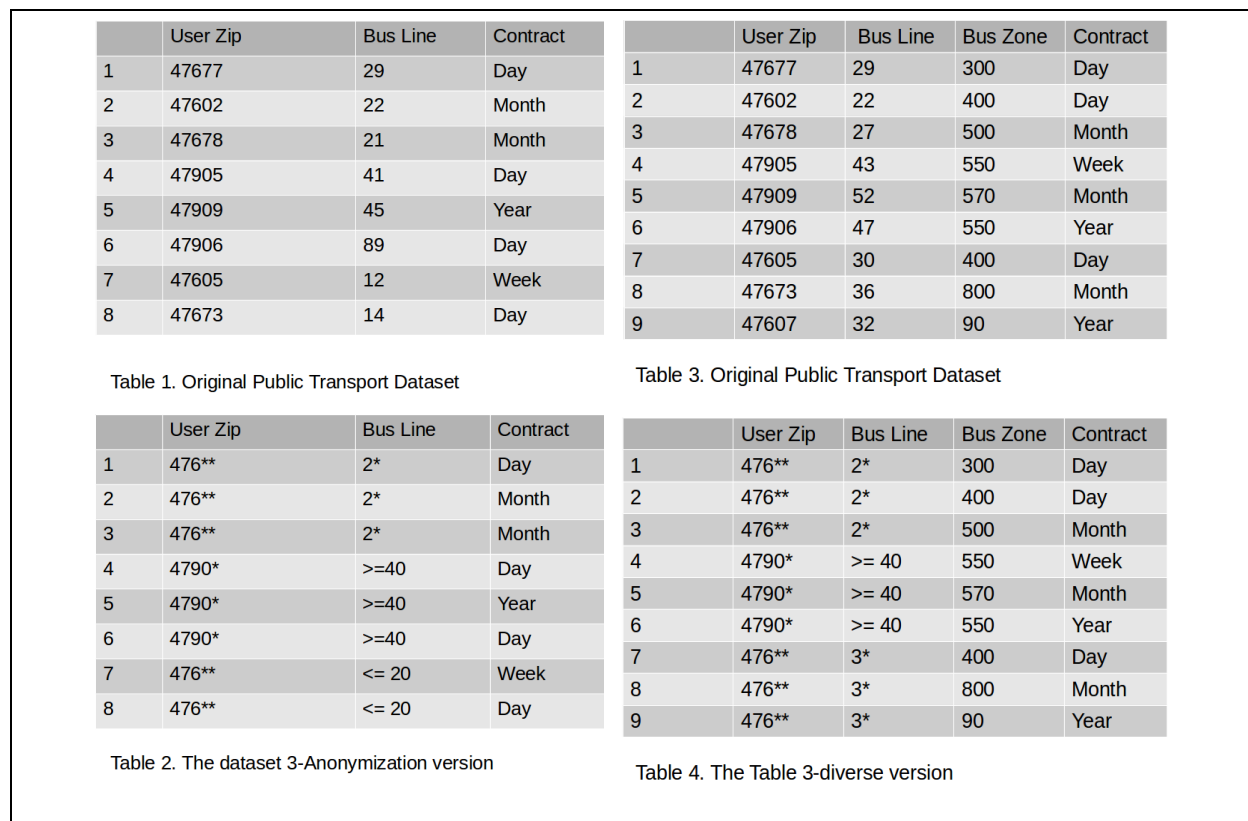 User Zip Bus Line Contract
1 47677 29 Day
2 47602 22 Month
3 47678 21 Month
4 47905 41 Day
5 47909 45 Year
6 47906 89 Day
7 47605 12 Week
8 47673 14 Day
Table 1. Original Public Transport Dataset
User Zip Bus Line Contract
1 476** 2* Day
2 476** 2* Month
3 476** 2* Month
4 4790* >=40 Day
5 4790* >=40 Year
6 4790* >=40 Day
7 476** <= 20 Week
8 476** <= 20 Day
Table 2. The dataset 3-Anonymization version
User Zip Bus Line Bus Zone Contract
1 47677 29 300 Day
2 47602 22 400 Day
3 47678 27 500 Month
4 47905 43 550 Week
5 47909 52 570 Month
6 47906 47 550 Year
7 47605 30 400 Day
8 47673 36 800 Month
9 47607 32 90 Year
Table 3. Original Public Transport Dataset
User Zip Bus Line Bus Zone Contract
1 476** 2* 300 Day
2 476** 2* 400 Day
3 476** 2* 500 Month
4 4790* >= 40 550 Week
5 4790* >= 40 570 Month
6 4790* >= 40 550 Year
7 476** 3* 400 Day
8 476** 3* 800 Month
9 476** 3* 90 Year
Table 4. The Table 3-diverse version